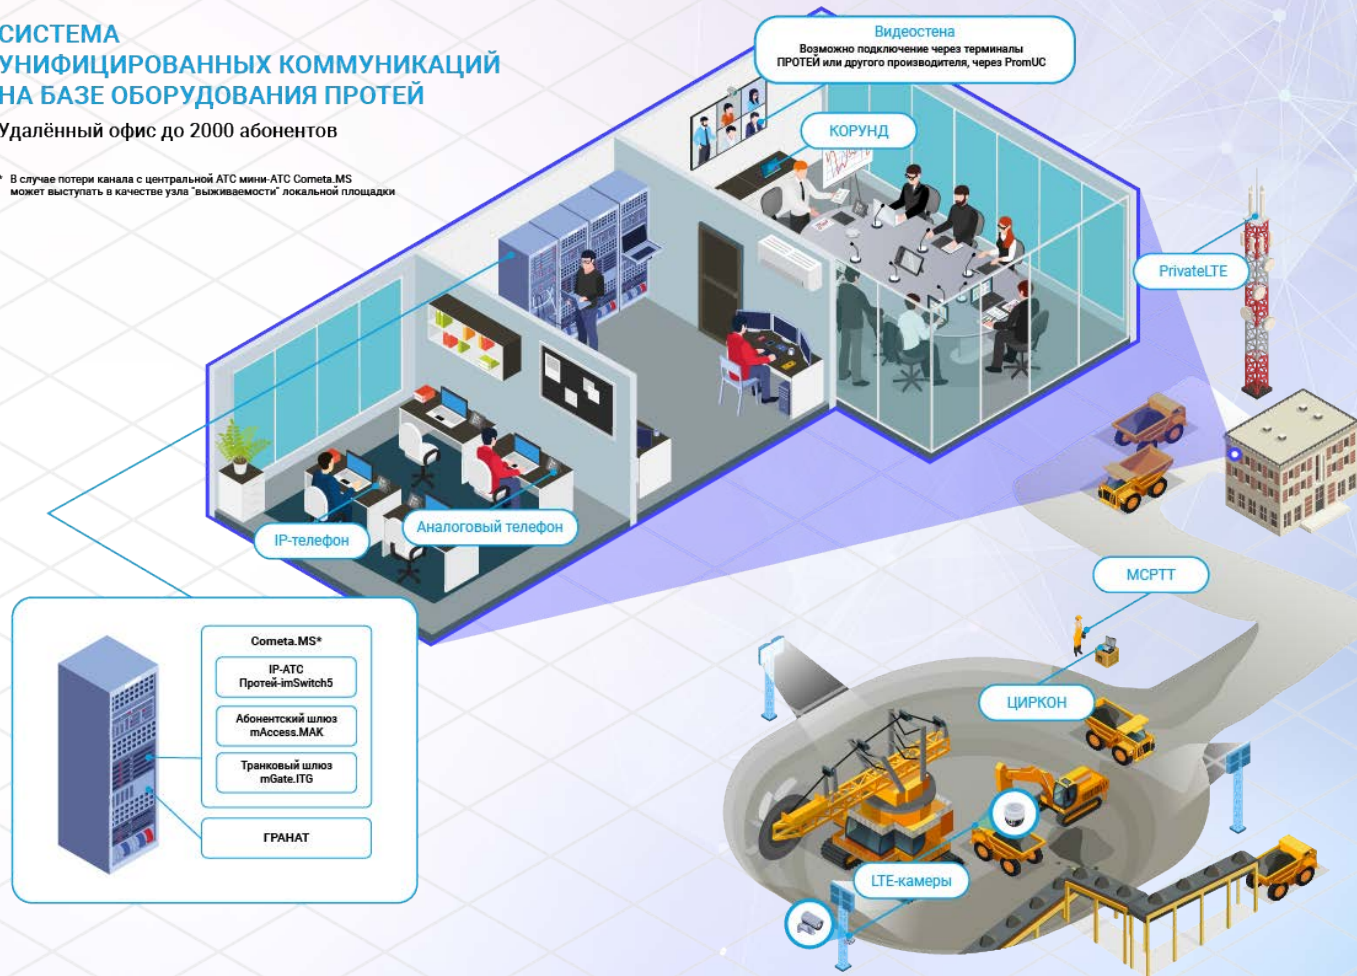 СИСТЕМА
УНИФИЦИРОВАННЫХ КОММУНИКАЦИЙ
НА БАЗЕ ОБОРУДОВАНИЯ ПРОТЕЙ
Удалённый офис до 2000 абонентов
* В случае потери канала с центральной АТС мини-АТС Cometa.MS
может выступать в качестве узла "выживаемости" локальной площадки
Видеостена
Возможно подключение через терминалы
ПРОТЕЙ или другого производителя, через PromUC
КОРУНД
PrivateLTE
IP-телефон
Аналоговый телефон
MCPTT
ЦИРКОН
LTE-камеры
Cometa.MS*
IP-АТС
Протей-imSwitch5
Абонентский шлюз
mAccess.MAK
Транковый шлюз
mGate.ITG
ГРАНАТ